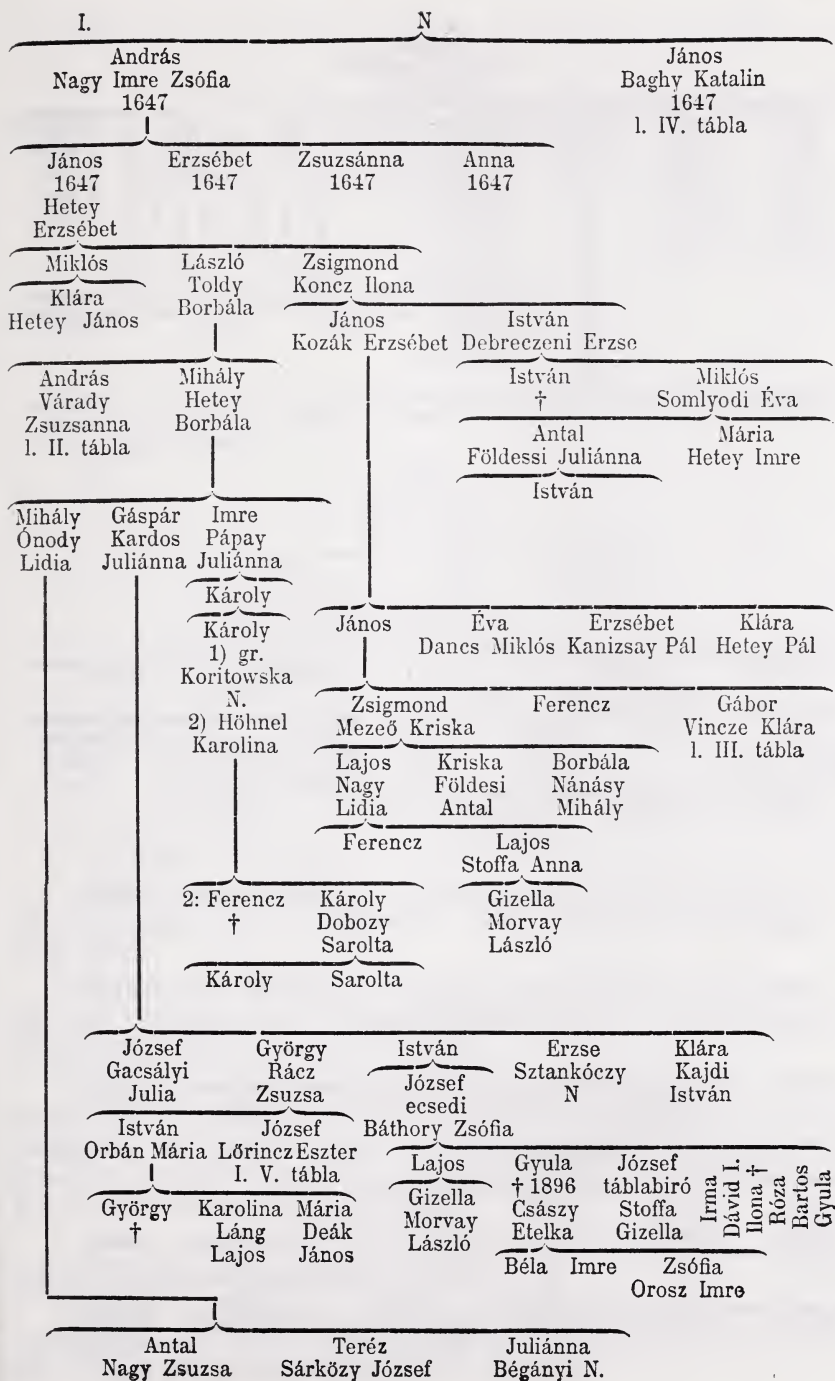 I. N
András János
Nagy Imre Zsófia Baghy Katalin
1647 1647
l. IV. tábla
János Erzsébet Zsuzsánna Anna
1647 1647 1647 1647
Hetey
Erzsébet
Miklós László Zsigmond
Klára Toldy Koncz Ilona
Hetey János Borbála
János István
Kozák Erzsébet Debreczeni Erzse
András Mihály István Miklós
Várady Hetey † Somlyodi Éva
Zsuzsanna Borbála
l. II. tábla
Antal Mária
Földessi Juliánna Hetey Imre
István
Mihály Gáspár Imre
Ónody Kardos Pápay
Lidia Juliánna Juliánna
Károly
Károly János Éva Erzsébet Klára
1) gr. Dancs Miklós Kanizsay Pál Hetey Pál
Koritowska
N.
2) Höhnel
Karolina
Zsigmond Ferencz Gábor
Mezeő Kriska Vincze Klára
l. III. tábla
Lajos Kriska Borbála
Nagy Földesi Nánásy
Lidia Antal Mihály
Ferencz Lajos
Stoffa Anna
2: Ferencz Károly Gizella
† Dobozy Morvay
Sarolta László
Károly Sarolta
József György István Erzse Klára
Gacsályi Rácz Sztankóczy Kajdi
Julia Zsuzsa N István
József
ecsedi
Báthory Zsófia
István József
Orbán Mária Lőrincz Eszter
I. V. tábla
Lajos Gyula József Irma Dávid I. Ilona † Róza Bartos Gyula
† 1896 táblabiró
Császy Stoffa
Etelka Gizella
Gizella
Morvay
László
György Karolina Mária
† Láng Deák
Lajos János
Béla Imre Zsófia
Orosz Imre
Antal Teréz Juliánna
Nagy Zsuzsa Sárközy József Bégányi N.